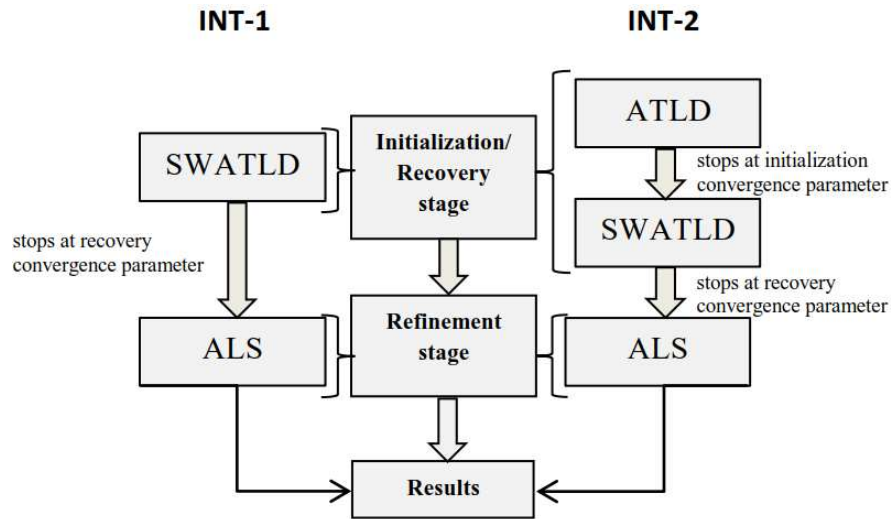 INT-1
INT-2
ATLD
Initialization/
Recovery
stage
SWATLD
stops at initialization
convergence parameter
SWATLD
stops at recovery
convergence parameter
stops at recovery
convergence parameter
Refinement
stage
ALS
ALS
Results